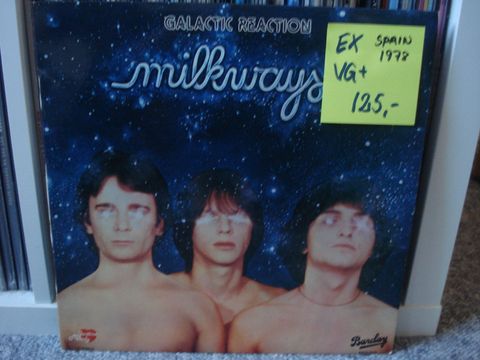 GALACTIC REACTION
milkways
EX SPAIN
1978
VG+
125,-
Barclay